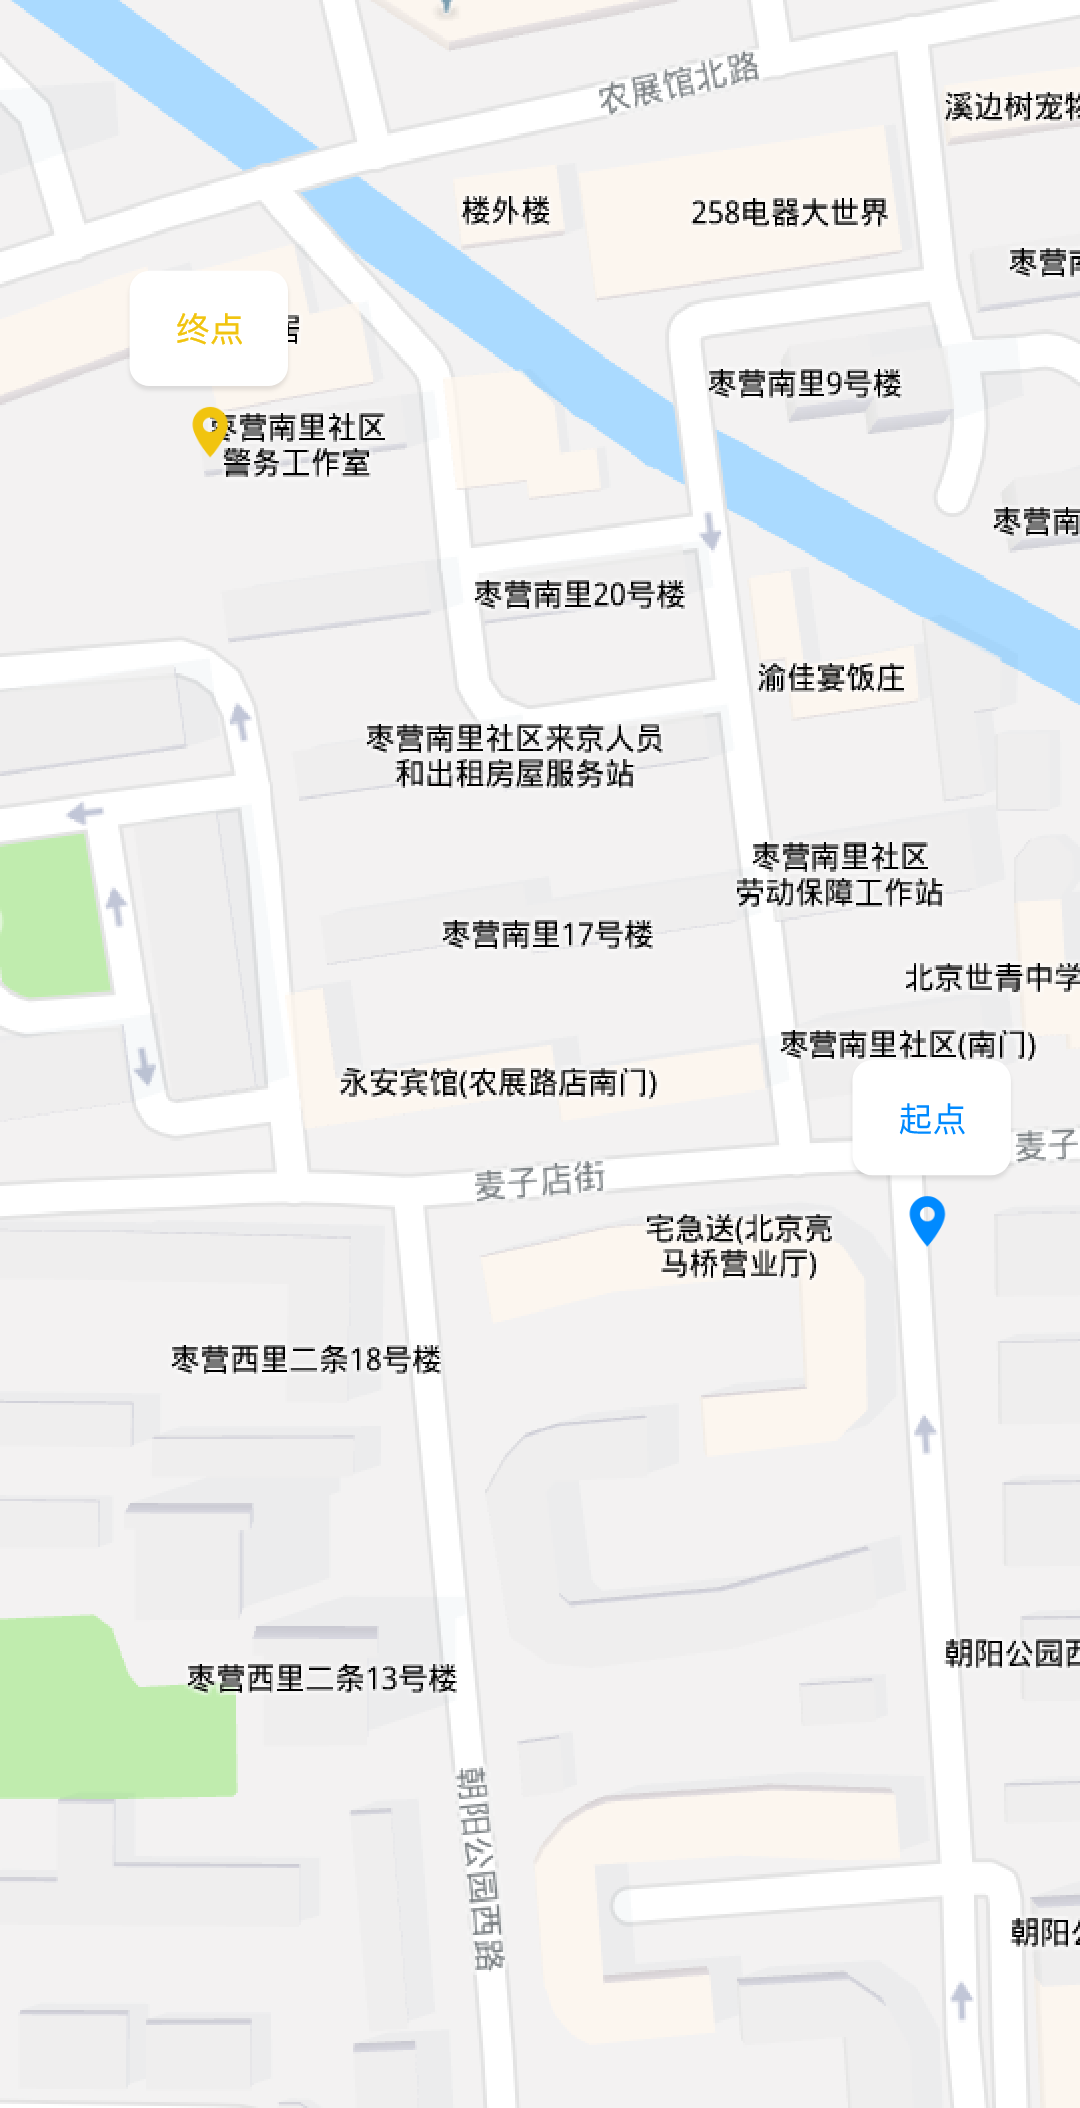 农展馆北路
溪边树宠物
楼外楼
258电器大世界
枣营南
终点
居
枣营南里9号楼
枣营南里社区
警务工作室
枣营南
枣营南里20号楼
渝佳宴饭庄
枣营南里社区来京人员
和出租房屋服务站
枣营南里社区
劳动保障工作站
枣营南里17号楼
北京世青中学
枣营南里社区(南门)
永安宾馆(农展路店南门)
起点
麦子
麦子店街
宅急送(北京亮
马桥营业厅)
枣营西里二条18号楼
朝阳公园西
枣营西里二条13号楼
朝阳公园西路
朝阳公